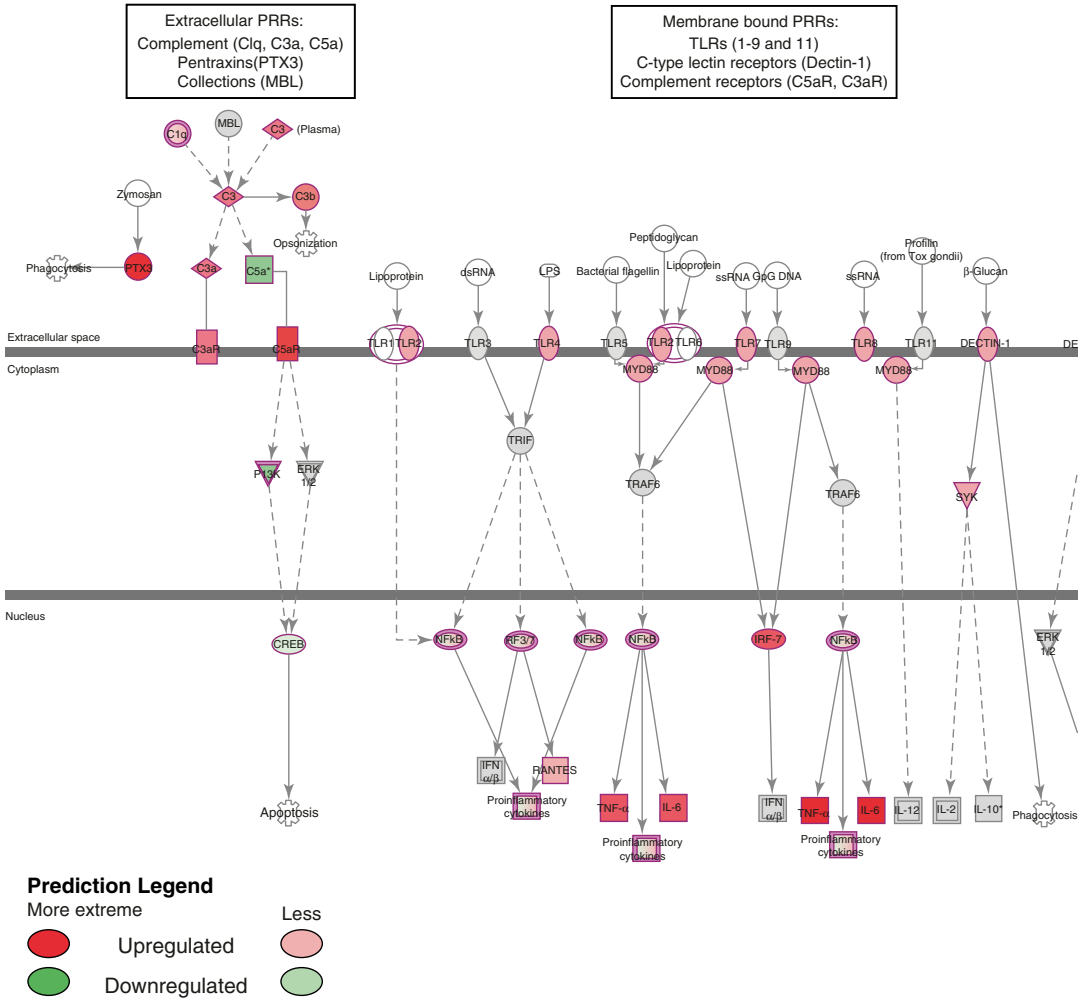 Extracellular PRRs:
Complement (Clq, C3a, C5a)
Pentraxins(PTX3)
Collections (MBL)
Membrane bound PRRs:
TLRs (1-9 and 11)
C-type lectin receptors (Dectin-1)
Complement receptors (C5aR, C3aR)
C1q
MBL
C3
(Plasma)
Zymosan
C3
C3b
Opsonization
Phagocytosis
PTX3
C3a
C5a*
Lipoprotein
dsRNA
LPS
Bacterial flagellin
Peptidoglycan
Lipoprotein
ssRNA
GpG DNA
ssRNA
Profilin
(from Tox gondii)
β-Glucan
Extracellular space
C3aR
C5aR
TLR1
TLR2
TLR3
TLR4
TLR5
TLR2
TLR6
TLR7
TLR9
TLR8
TLR11
DECTIN-1
DE
Cytoplasm
MYD88
MYD88
MYD88
MYD88
P13K
ERK
1/2
TRIF
TRAF6
TRAF6
SYK
Nucleus
CREB
NFkB
RF3/7
NFkB
NFkB
IRF-7
NFkB
ERK
1/2
IFN
α/β
RANTES
Proinflammatory
cytokines
Apoptosis
TNF-α
IL-6
Proinflammatory
cytokines
IFN
α/β
TNF-α
IL-6
Proinflammatory
cytokines
IL-12
IL-2
IL-10*
Phagocytosis
Prediction Legend
More extreme
Less
Upregulated
Downregulated